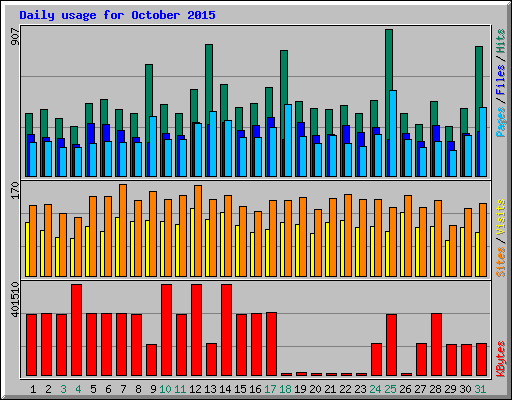 Daily usage for October 2015
907
Pages / Files / Hits
170
Sites / Visits
401510
KBytes
1 2 3 4 5 6 7 8 9 10 11 12 13 14 15 16 17 18 19 20 21 22 23 24 25 26 27 28 29 30 31